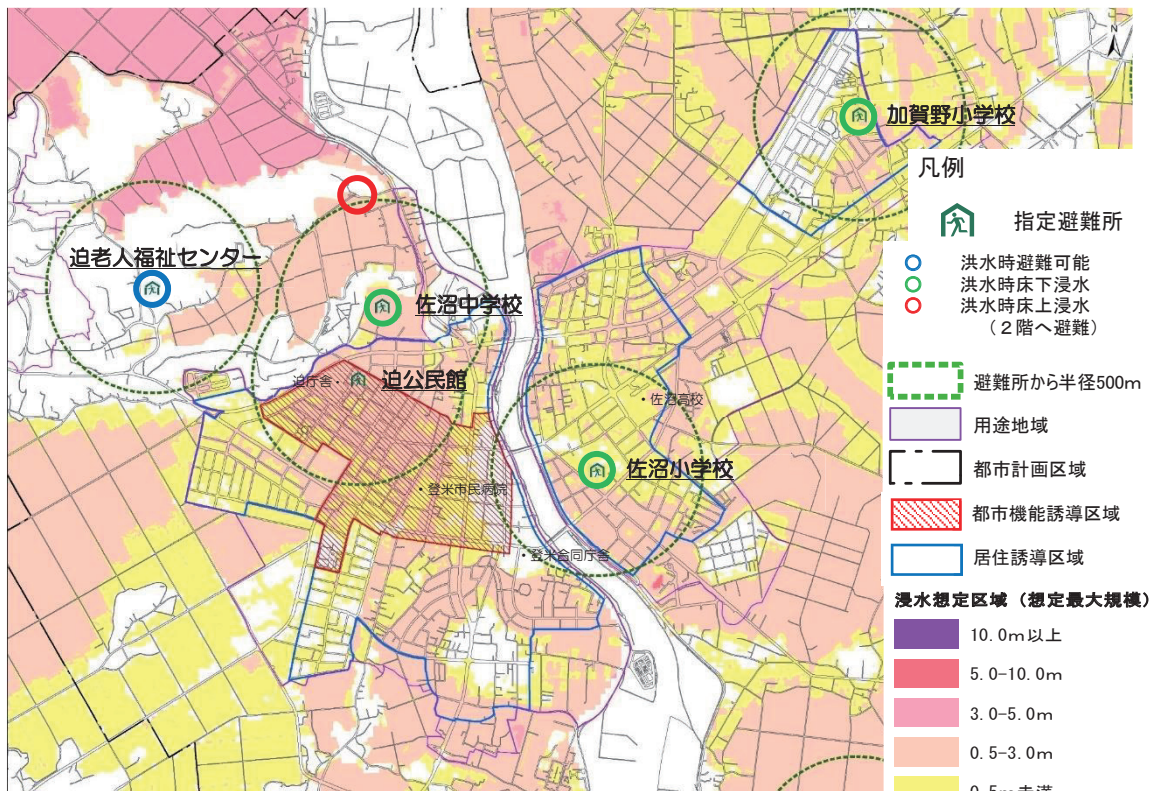 N
加賀野小学校
迫老人福祉センター
佐沼中学校
迫庁舎・
迫公民館
・佐沼高校
佐沼小学校
・登米市民病院
・登米合同庁舎
凡例
指定避難所
洪水時避難可能
洪水時床下浸水
洪水時床上浸水
（２階へ避難）
避難所から半径500m
用途地域
都市計画区域
都市機能誘導区域
居住誘導区域
浸水想定区域（想定最大規模）
10.0m以上
5.0-10.0m
3.0-5.0m
0.5-3.0m
0.5m未満